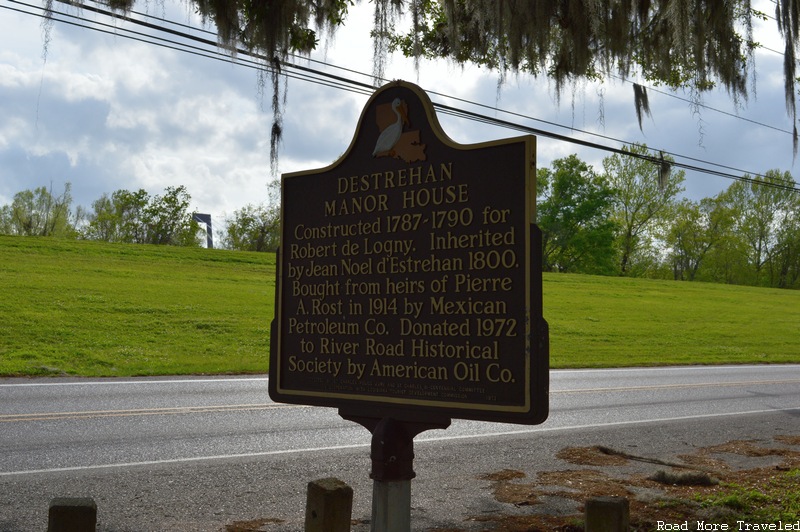 DESTREHAN
MANOR HOUSE
Constructed 1787-1790 for
Robert de Logny. Inherited
by Jean Noel d'Estrehan 1800.
Bought from heirs of Pierre
A. Rost in 1914 by Mexican
Petroleum Co. Donated 1972
to River Road Historical
Society by American Oil Co.
Road More Traveled